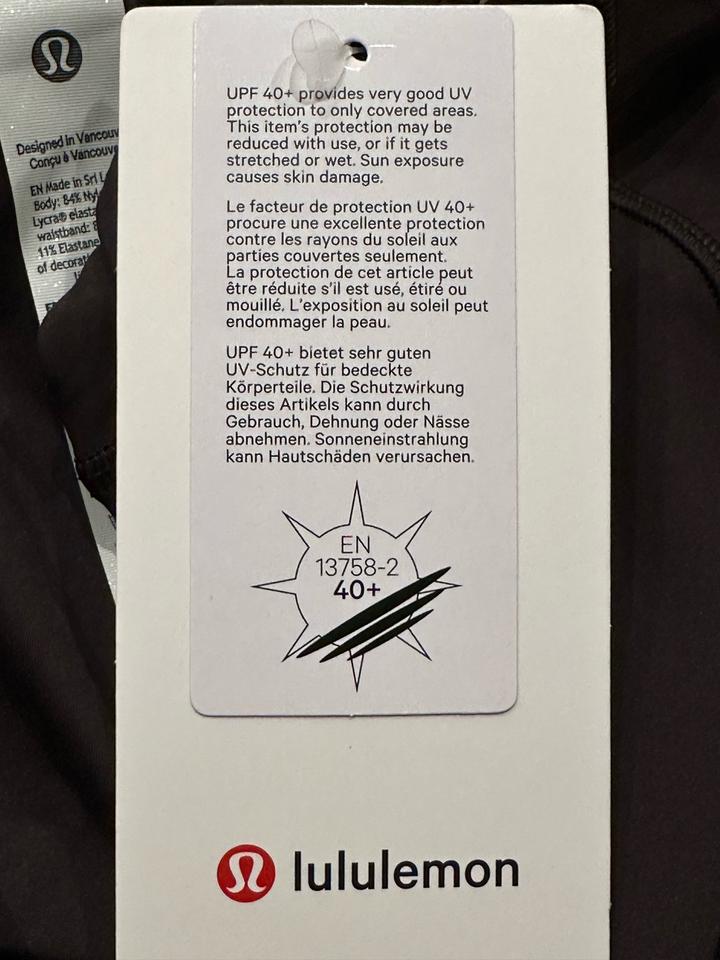 Designed in
Conçu à
EN Made in Sri
Body: 84%
Lycra®
waistband:
11% Elastane
of
UPF 40+ provides very good UV
protection to only covered areas.
This item's protection may be
reduced with use, or if it gets
stretched or wet. Sun exposure
causes skin damage.
Le facteur de protection UV 40+
procure une excellente protection
contre les rayons du soleil aux
parties couvertes seulement.
La protection de cet article peut
être réduite s'il est usé, étiré ou
mouillé. L'exposition au soleil peut
endommager la peau.
UPF 40+ bietet sehr guten
UV-Schutz für bedeckte
Körperteile. Die Schutzwirkung
dieses Artikels kann durch
Gebrauch, Dehnung oder Nässe
abnehmen. Sonneneinstrahlung
kann Hautschäden verursachen.
EN
13758-2
40+
lululemon